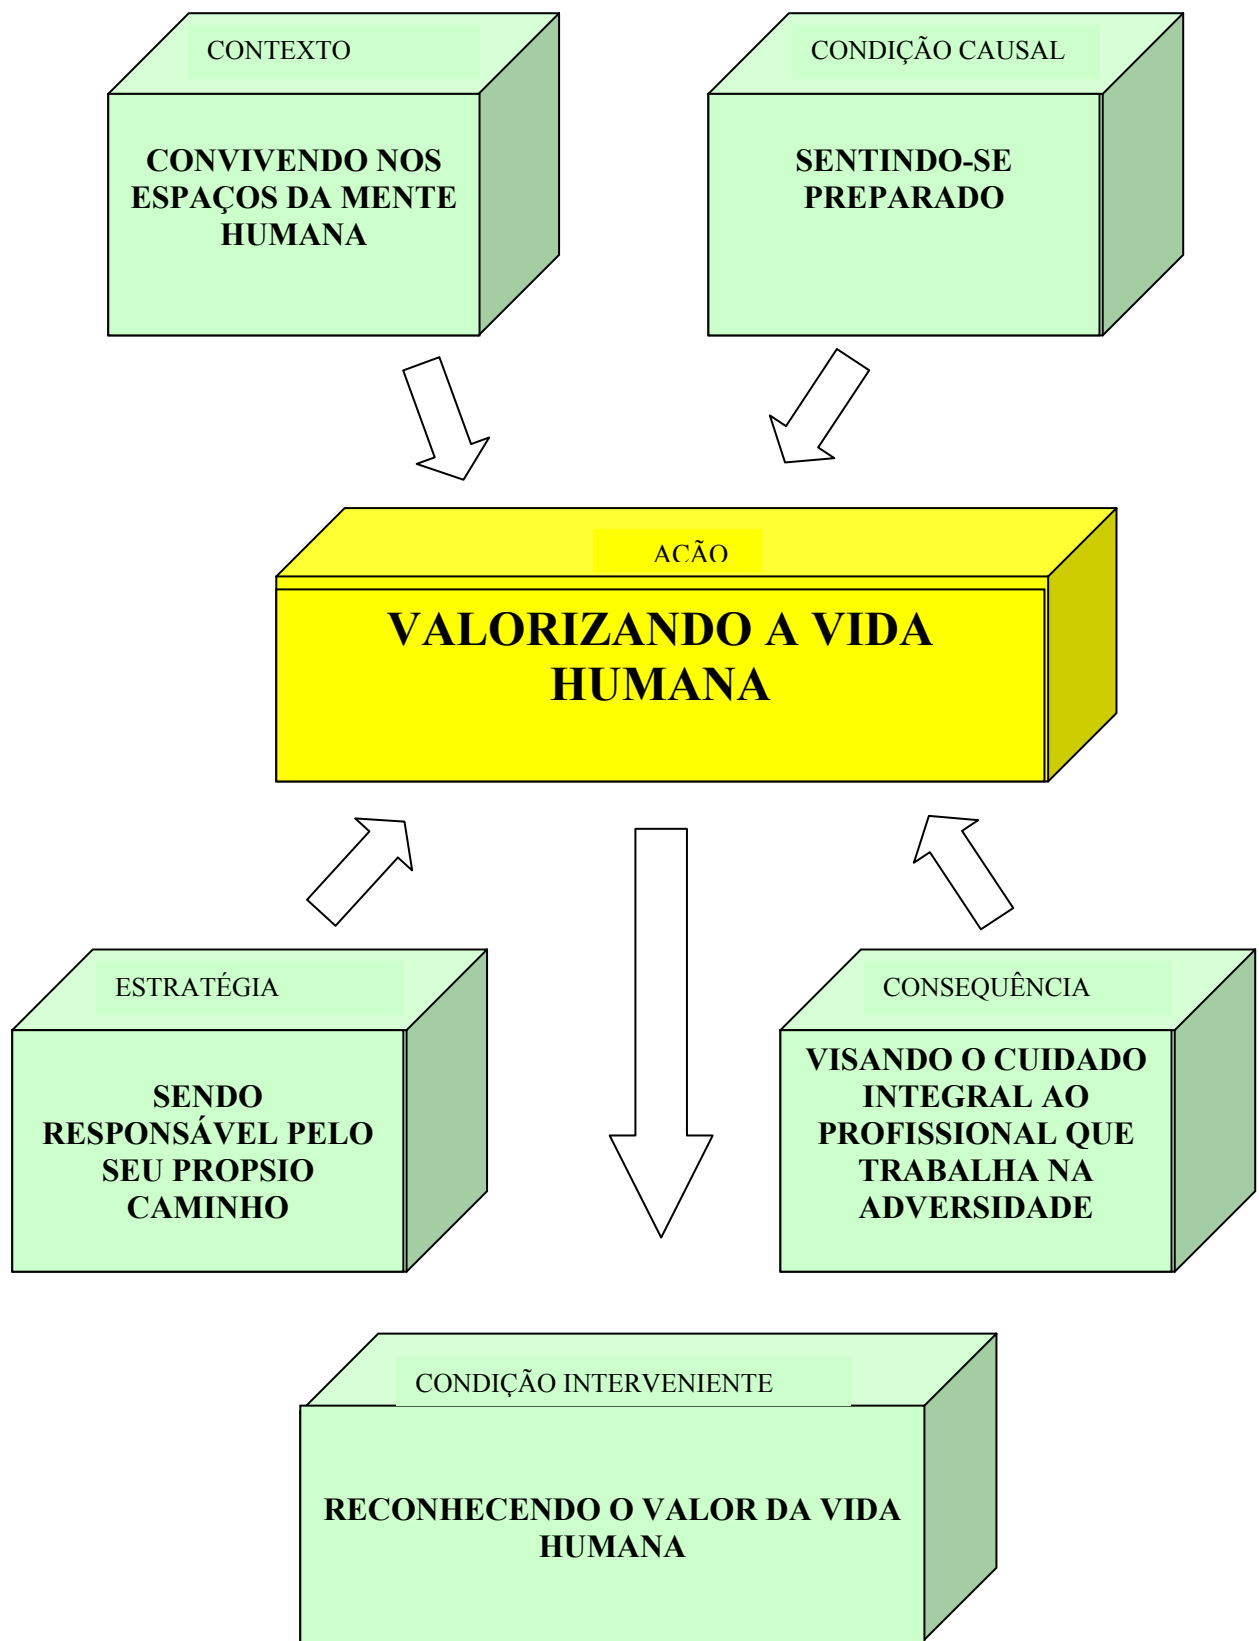 CONTEXTO
CONVIVENDO NOS
ESPAÇOS DA MENTE
HUMANA
CONDIÇÃO CAUSAL
SENTINDO-SE
PREPARADO
AÇÃO
VALORIZANDO A VIDA
HUMANA
ESTRATÉGIA
SENDO
RESPONSÁVEL PELO
SEU PROPSIO
CAMINHO
CONSEQUÊNCIA
VISANDO O CUIDADO
INTEGRAL AO
PROFISSIONAL QUE
TRABALHA NA
ADVERSIDADE
CONDIÇÃO INTERVENIENTE
RECONHECENDO O VALOR DA VIDA
HUMANA